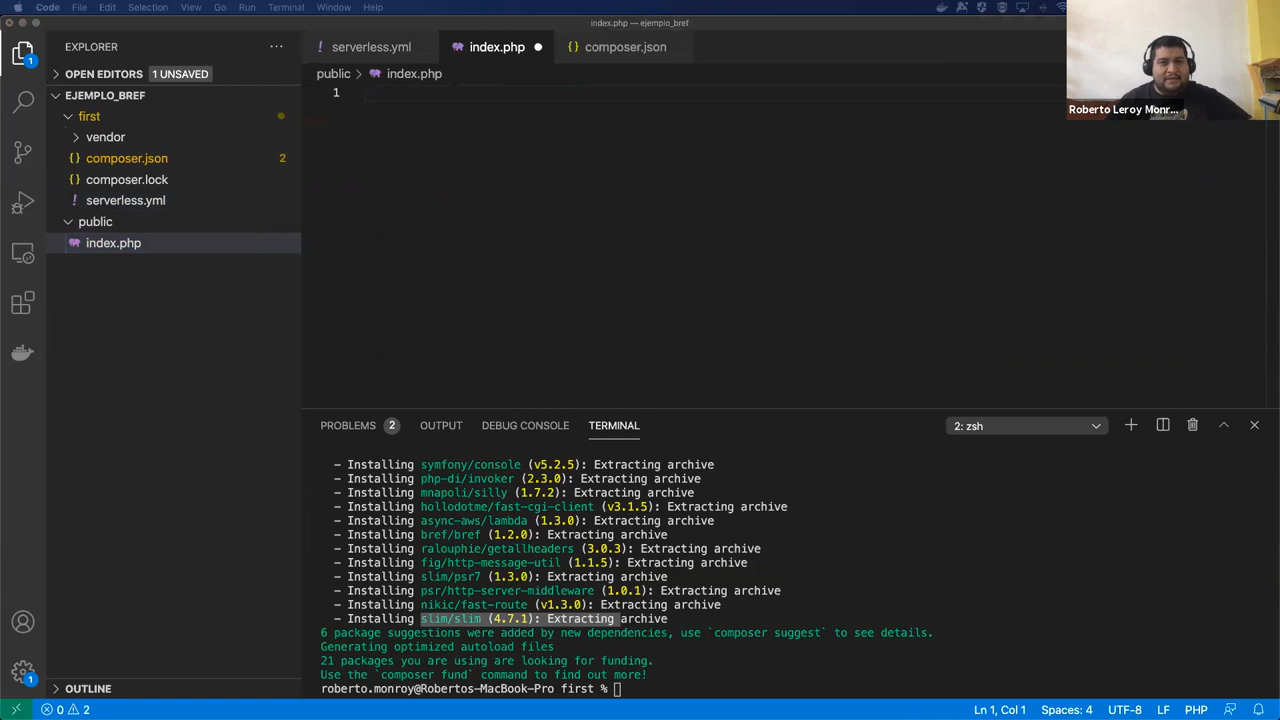 Code File Edit Selection View Go Run Terminal Window Help
index.php — ejemplo_bref
EXPLORER
serverless.yml
index.php
composer.json
OPEN EDITORS 1 UNSAVED
public > index.php
EJEMPLO_BREF
1
first
vendor
composer.json 2
composer.lock
serverless.yml
public
index.php
Roberto Leroy Monr...
PROBLEMS 2 OUTPUT DEBUG CONSOLE TERMINAL
2: zsh
- Installing symfony/console (v5.2.5): Extracting archive
- Installing php-di/invoker (2.3.0): Extracting archive
- Installing mnapoli/silly (1.7.2): Extracting archive
- Installing hollodotme/fast-cgi-client (v3.1.5): Extracting archive
- Installing async-aws/lambda (1.3.0): Extracting archive
- Installing bref/bref (1.2.0): Extracting archive
- Installing ralouphie/getallheaders (3.0.3): Extracting archive
- Installing fig/http-message-util (1.1.5): Extracting archive
- Installing slim/psr7 (1.3.0): Extracting archive
- Installing psr/http-server-middleware (1.0.1): Extracting archive
- Installing nikic/fast-route (v1.3.0): Extracting archive
- Installing slim/slim (4.7.1): Extracting archive
6 package suggestions were added by new dependencies, use `composer suggest` to see details.
Generating optimized autoload files
21 packages you are using are looking for funding.
Use the `composer fund` command to find out more!
roberto.monroy@Robertos-MacBook-Pro first %
OUTLINE
1
1
0 2
Ln 1, Col 1 Spaces: 4 UTF-8 LF PHP